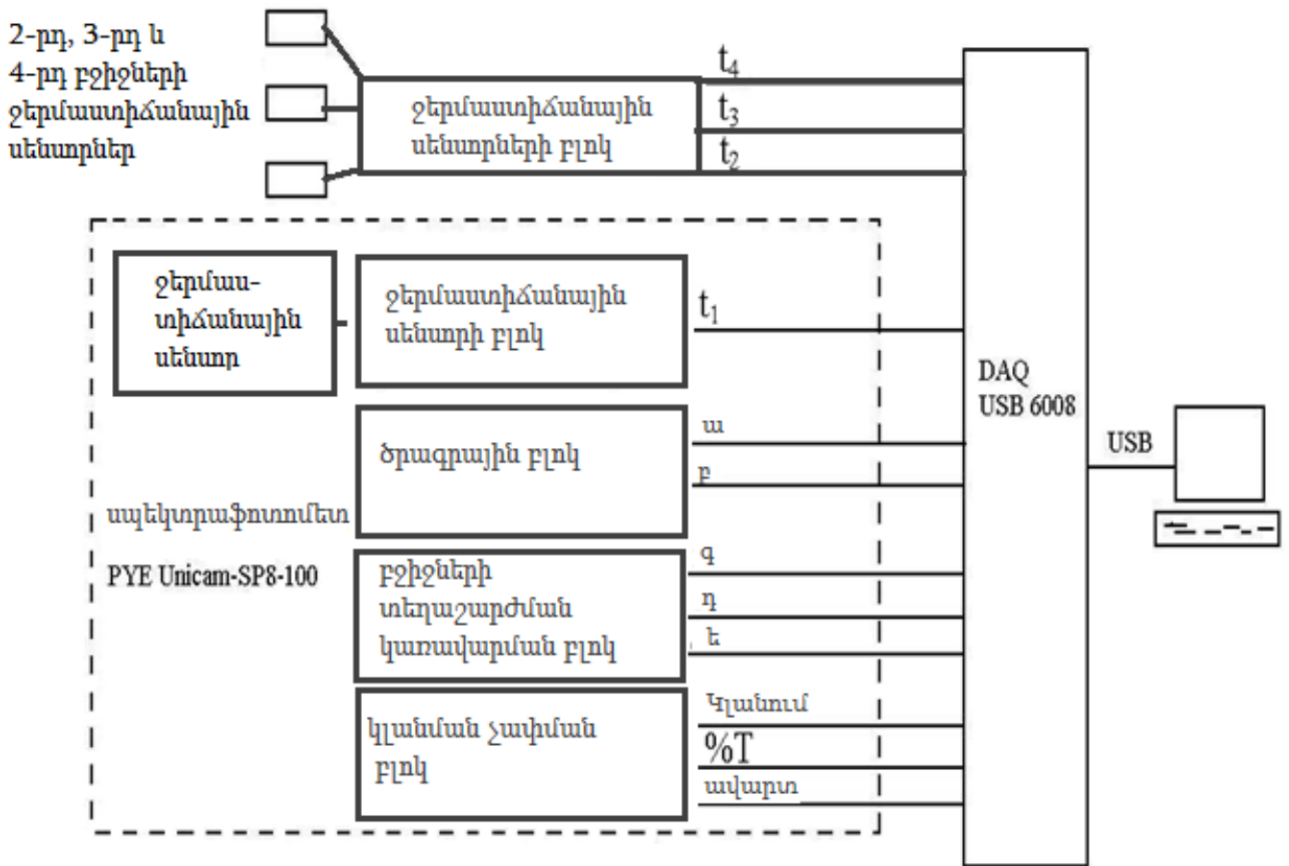 2-րդ, 3-րդ և
4-րդ բջիջների
ջերմաստիճանային
սենսորներ
ջերմաստիճանային
սենսորների բլոկ
t₄
t₃
t₂
ջերմաս-
տիճանային
սենսոր
ջերմաստիճանային
սենսորի բլոկ
t₁
ծրագրային բլոկ
ա
բ
սպեկտրաֆոտոմետ
PYE Unicam-SP8-100
բջիջների
տեղաշարժման
կառավարման բլոկ
գ
դ
ե
կլանման չափման
բլոկ
Կլանում
%T
ավարտ
DAQ
USB 6008
USB